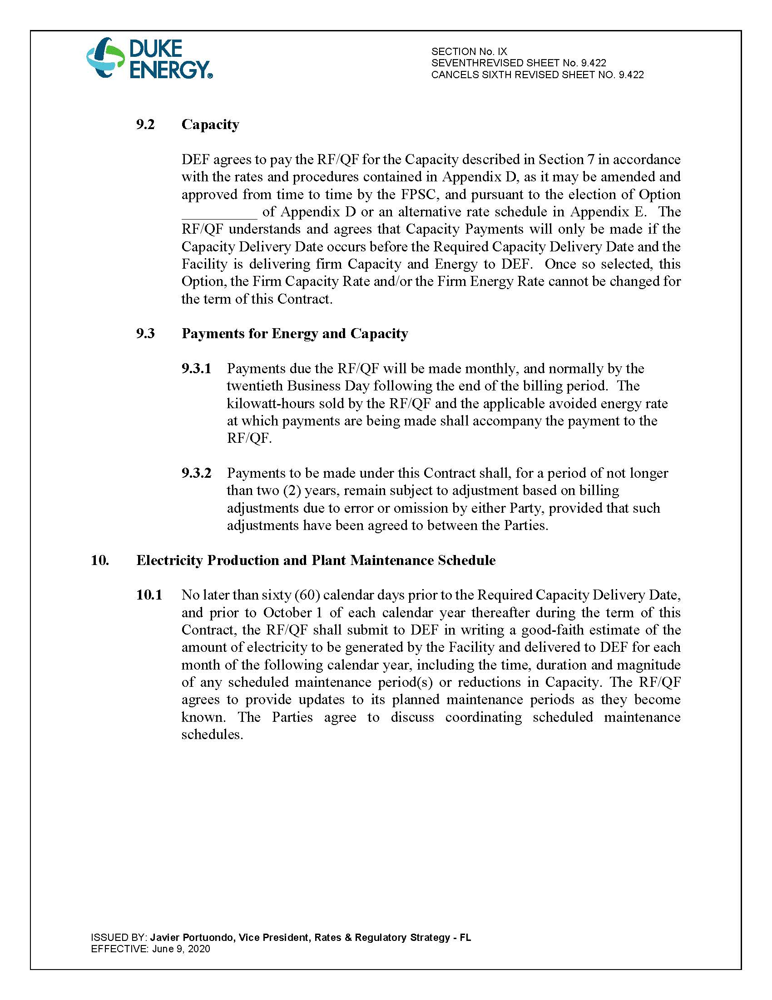 DUKE
ENERGY®
SECTION No. IX
SEVENTHREVISED SHEET No. 9.422
CANCELS SIXTH REVISED SHEET NO. 9.422
9.2 Capacity
DEF agrees to pay the RF/QF for the Capacity described in Section 7 in accordance
with the rates and procedures contained in Appendix D, as it may be amended and
approved from time to time by the FPSC, and pursuant to the election of Option
__________ of Appendix D or an alternative rate schedule in Appendix E. The
RF/QF understands and agrees that Capacity Payments will only be made if the
Capacity Delivery Date occurs before the Required Capacity Delivery Date and the
Facility is delivering firm Capacity and Energy to DEF. Once so selected, this
Option, the Firm Capacity Rate and/or the Firm Energy Rate cannot be changed for
the term of this Contract.
9.3 Payments for Energy and Capacity
9.3.1 Payments due the RF/QF will be made monthly, and normally by the
twentieth Business Day following the end of the billing period. The
kilowatt-hours sold by the RF/QF and the applicable avoided energy rate
at which payments are being made shall accompany the payment to the
RF/QF.
9.3.2 Payments to be made under this Contract shall, for a period of not longer
than two (2) years, remain subject to adjustment based on billing
adjustments due to error or omission by either Party, provided that such
adjustments have been agreed to between the Parties.
10. Electricity Production and Plant Maintenance Schedule
10.1 No later than sixty (60) calendar days prior to the Required Capacity Delivery Date,
and prior to October 1 of each calendar year thereafter during the term of this
Contract, the RF/QF shall submit to DEF in writing a good-faith estimate of the
amount of electricity to be generated by the Facility and delivered to DEF for each
month of the following calendar year, including the time, duration and magnitude
of any scheduled maintenance period(s) or reductions in Capacity. The RF/QF
agrees to provide updates to its planned maintenance periods as they become
known. The Parties agree to discuss coordinating scheduled maintenance
schedules.
ISSUED BY: Javier Portuondo, Vice President, Rates & Regulatory Strategy - FL
EFFECTIVE: June 9, 2020